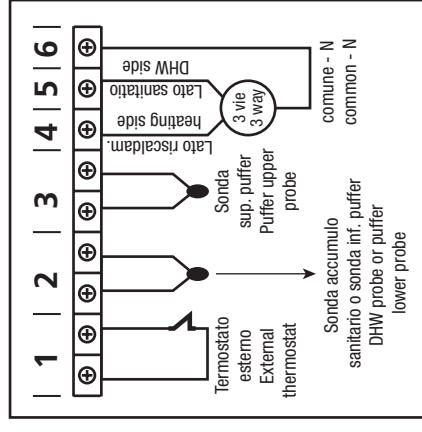 1 2 3 4 5 6
Termostato
esterno
External
thermostat
Sonda accumulo
sanitario o sonda inf. puffer
DHW probe or puffer
lower probe
Sonda
sup. puffer
Puffer upper
probe
Lato riscaldam.
heating side
Lato sanitatio
DHW side
3 vie
3 way
comune - N
common - N